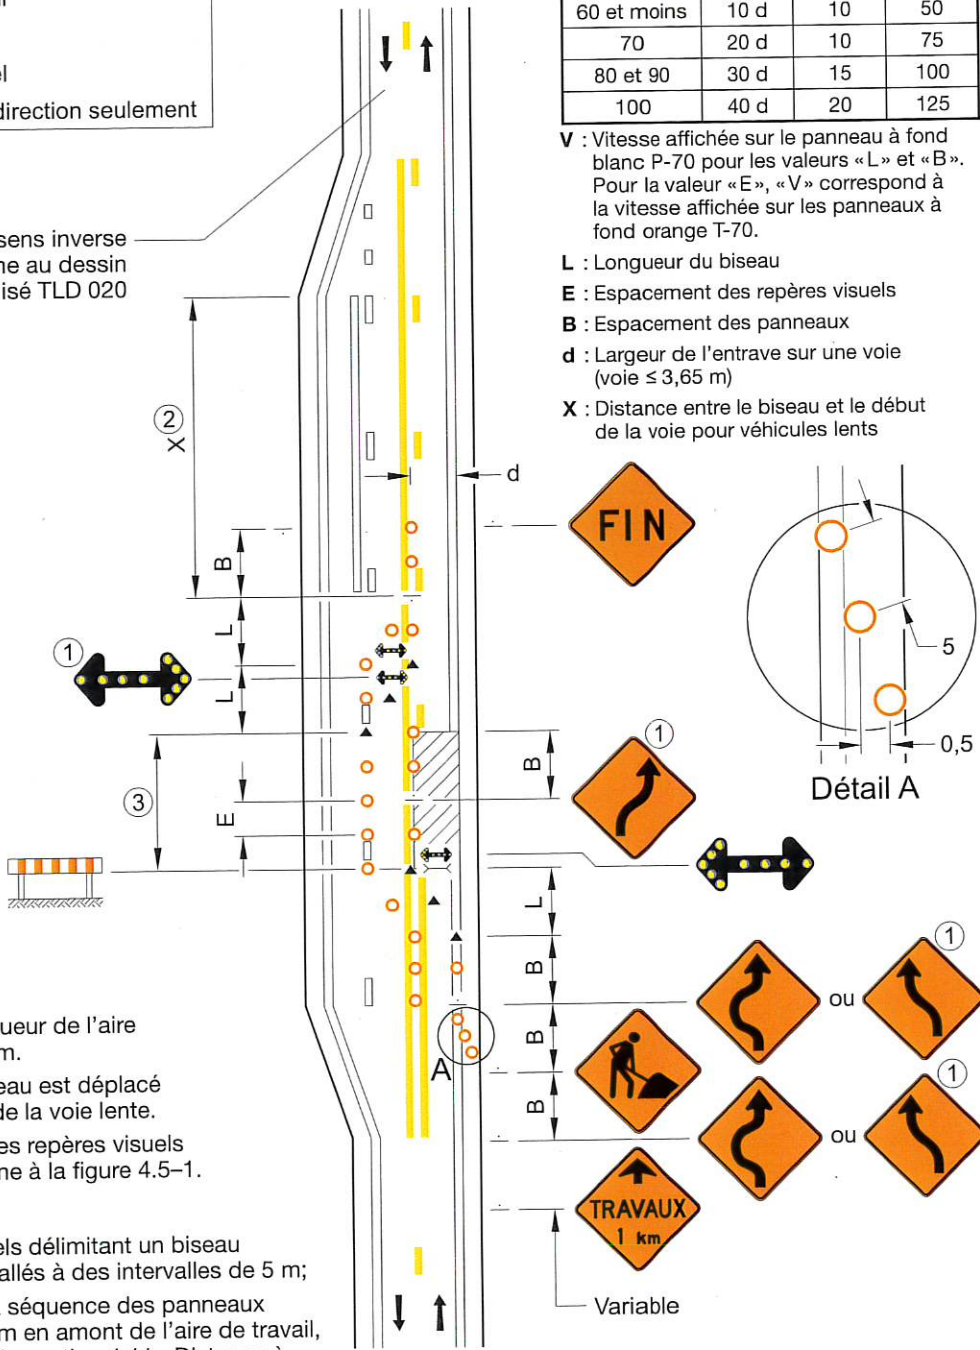 el
direction seulement
60 et moins 10 d 10 50
70 20 d 10 75
80 et 90 30 d 15 100
100 40 d 20 125
V : Vitesse affichée sur le panneau à fond
blanc P-70 pour les valeurs «L» et «B».
Pour la valeur «E», «V» correspond à
la vitesse affichée sur les panneaux à
fond orange T-70.
L : Longueur du biseau
E : Espacement des repères visuels
B : Espacement des panneaux
d : Largeur de l'entrave sur une voie
(voie ≤ 3,65 m)
X : Distance entre le biseau et le début
de la voie pour véhicules lents
sens inverse
ne au dessin
isé TLD 020
2
X
d
FIN
B
L
1
L
3
E
B
1
5
0,5
Détail A
L
B
B
B
A
ou
1
ou
1
TRAVAUX
1 km
Variable
ueur de l'aire
m.
eau est déplacé
de la voie lente.
es repères visuels
ne à la figure 4.5–1.
els délimitant un biseau
allés à des intervalles de 5 m;
séquence des panneaux
m en amont de l'aire de travail,